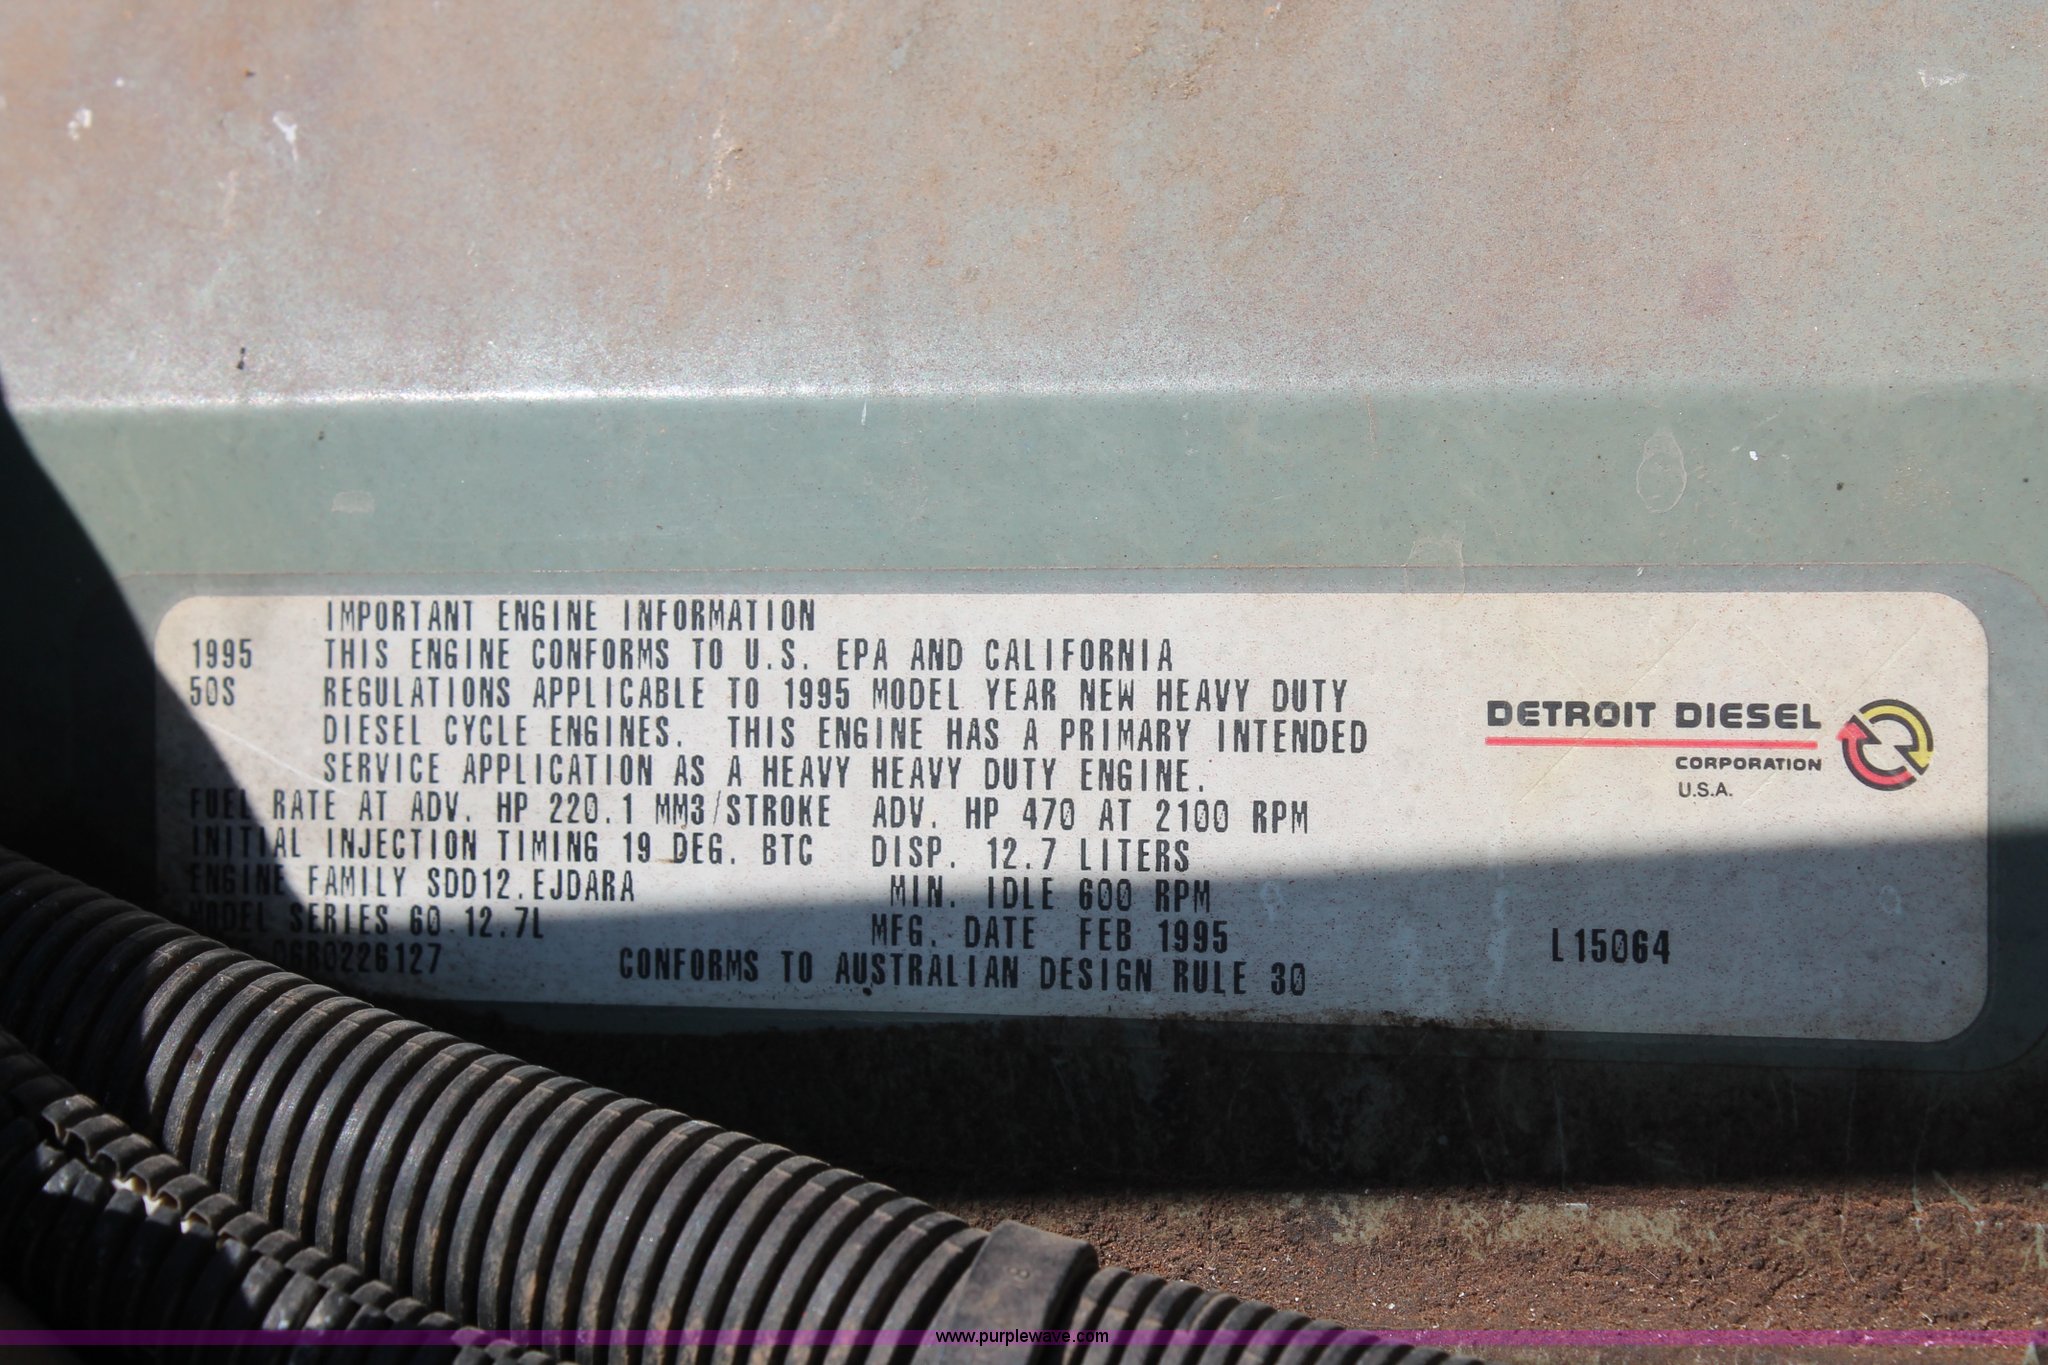 IMPORTANT ENGINE INFORMATION
1995 THIS ENGINE CONFORMS TO U.S. EPA AND CALIFORNIA
50S REGULATIONS APPLICABLE TO 1995 MODEL YEAR NEW HEAVY DUTY
DIESEL CYCLE ENGINES. THIS ENGINE HAS A PRIMARY INTENDED
SERVICE APPLICATION AS A HEAVY HEAVY DUTY ENGINE.
FUEL RATE AT ADV. HP 220.1 MM3/STROKE ADV. HP 470 AT 2100 RPM
INITIAL INJECTION TIMING 19 DEG. BTC DISP. 12.7 LITERS
ENGINE FAMILY SDD12.EJDARA MIN. IDLE 600 RPM
MODEL SERIES 60 12.7L MFG. DATE FEB 1995
06R0226127 CONFORMS TO AUSTRALIAN DESIGN RULE 30
DETROIT DIESEL
CORPORATION
U.S.A.
L15064
www.purplewave.com